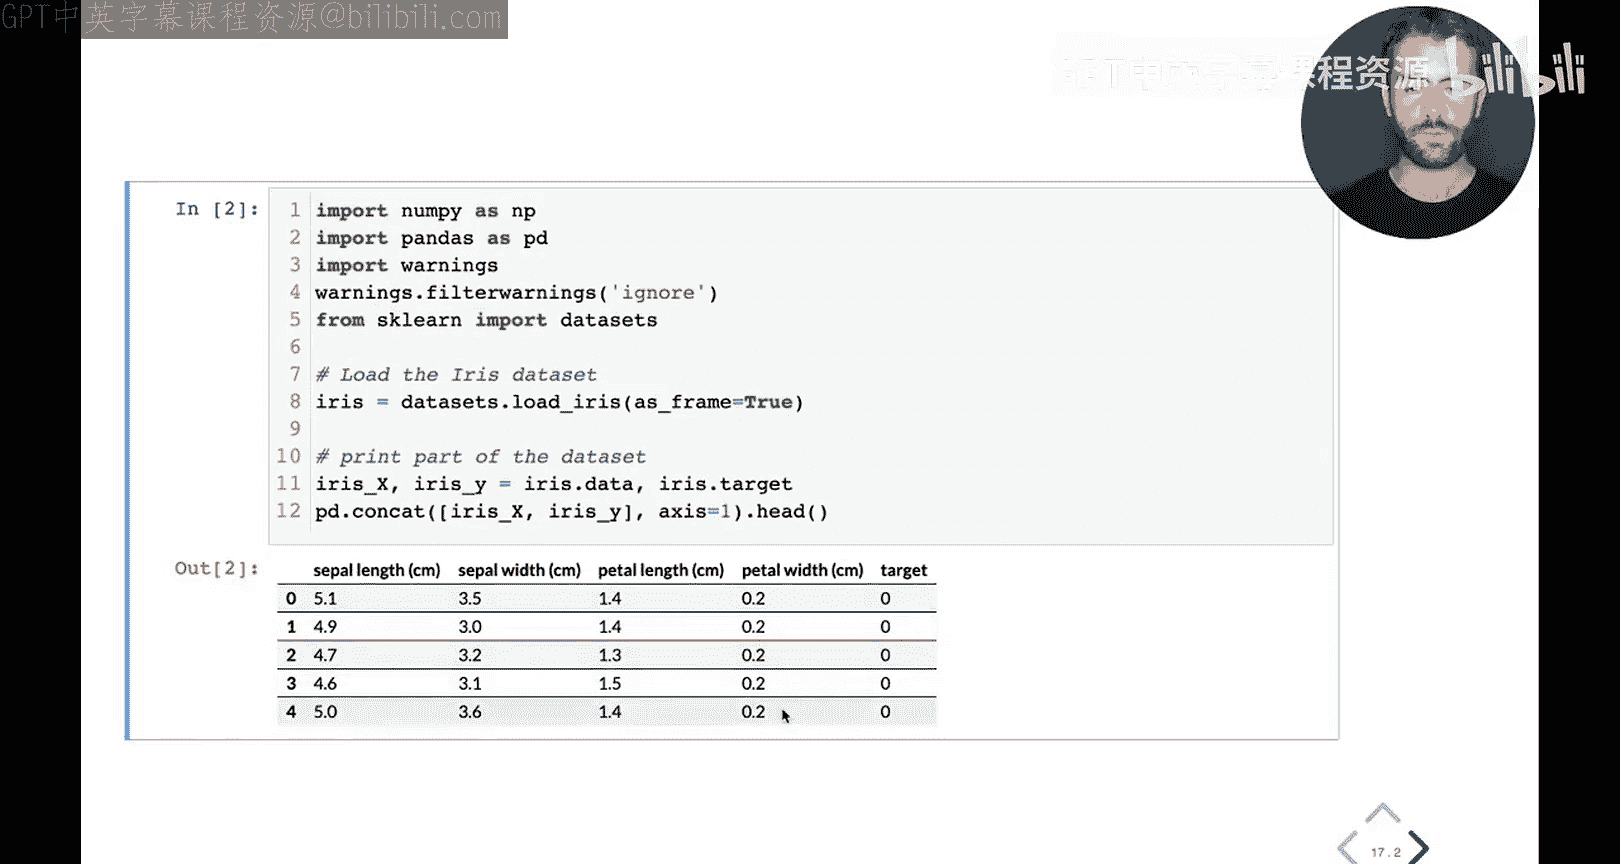 GPT中英字幕课程资源@bilibili.com
课程资源 bilibili
In [2]:
1 import numpy as np
2 import pandas as pd
3 import warnings
4 warnings.filterwarnings('ignore')
5 from sklearn import datasets
6
7 # Load the Iris dataset
8 iris = datasets.load_iris(as_frame=True)
9
10 # print part of the dataset
11 iris_X, iris_y = iris.data, iris.target
12 pd.concat([iris_X, iris_y], axis=1).head()
Out[2]:
sepal length (cm) sepal width (cm) petal length (cm) petal width (cm) target
0 5.1 3.5 1.4 0.2 0
1 4.9 3.0 1.4 0.2 0
2 4.7 3.2 1.3 0.2 0
3 4.6 3.1 1.5 0.2 0
4 5.0 3.6 1.4 0.2 0
17.2